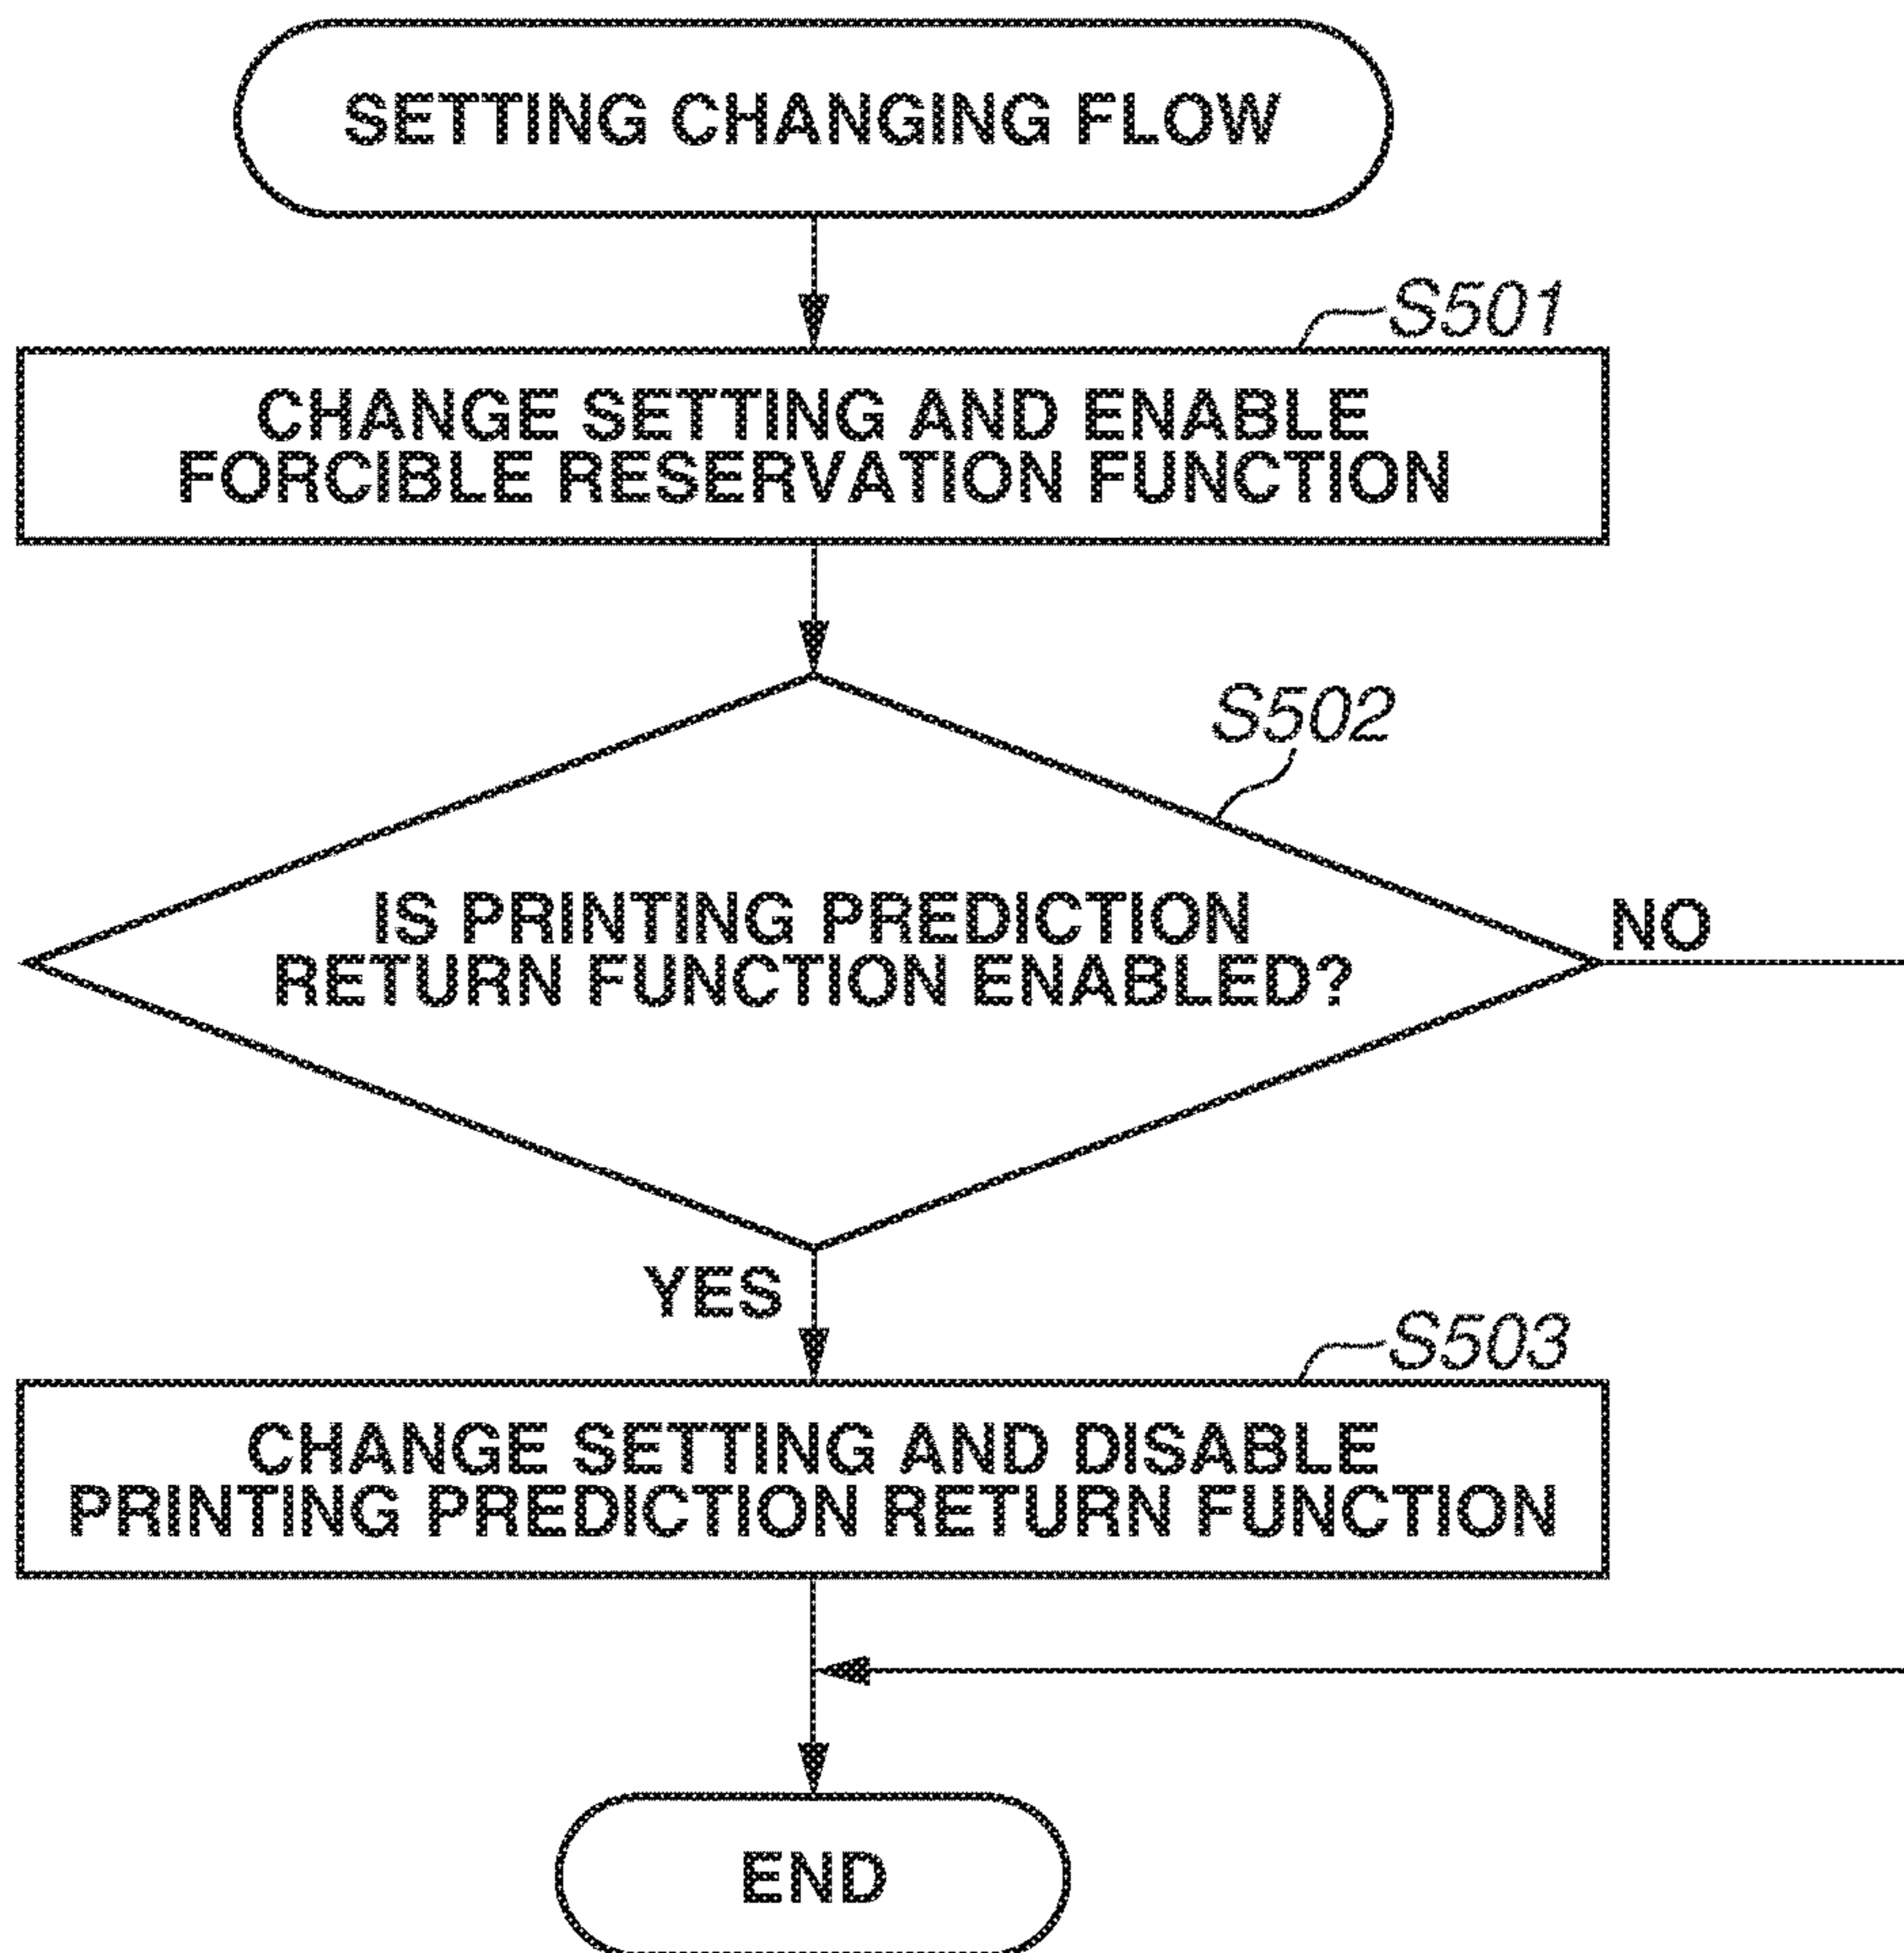 SETTING CHANGING FLOW
S501
CHANGE SETTING AND ENABLE
FORCIBLE RESERVATION FUNCTION
S502
IS PRINTING PREDICTION
RETURN FUNCTION ENABLED?
NO
YES
S503
CHANGE SETTING AND DISABLE
PRINTING PREDICTION RETURN FUNCTION
END